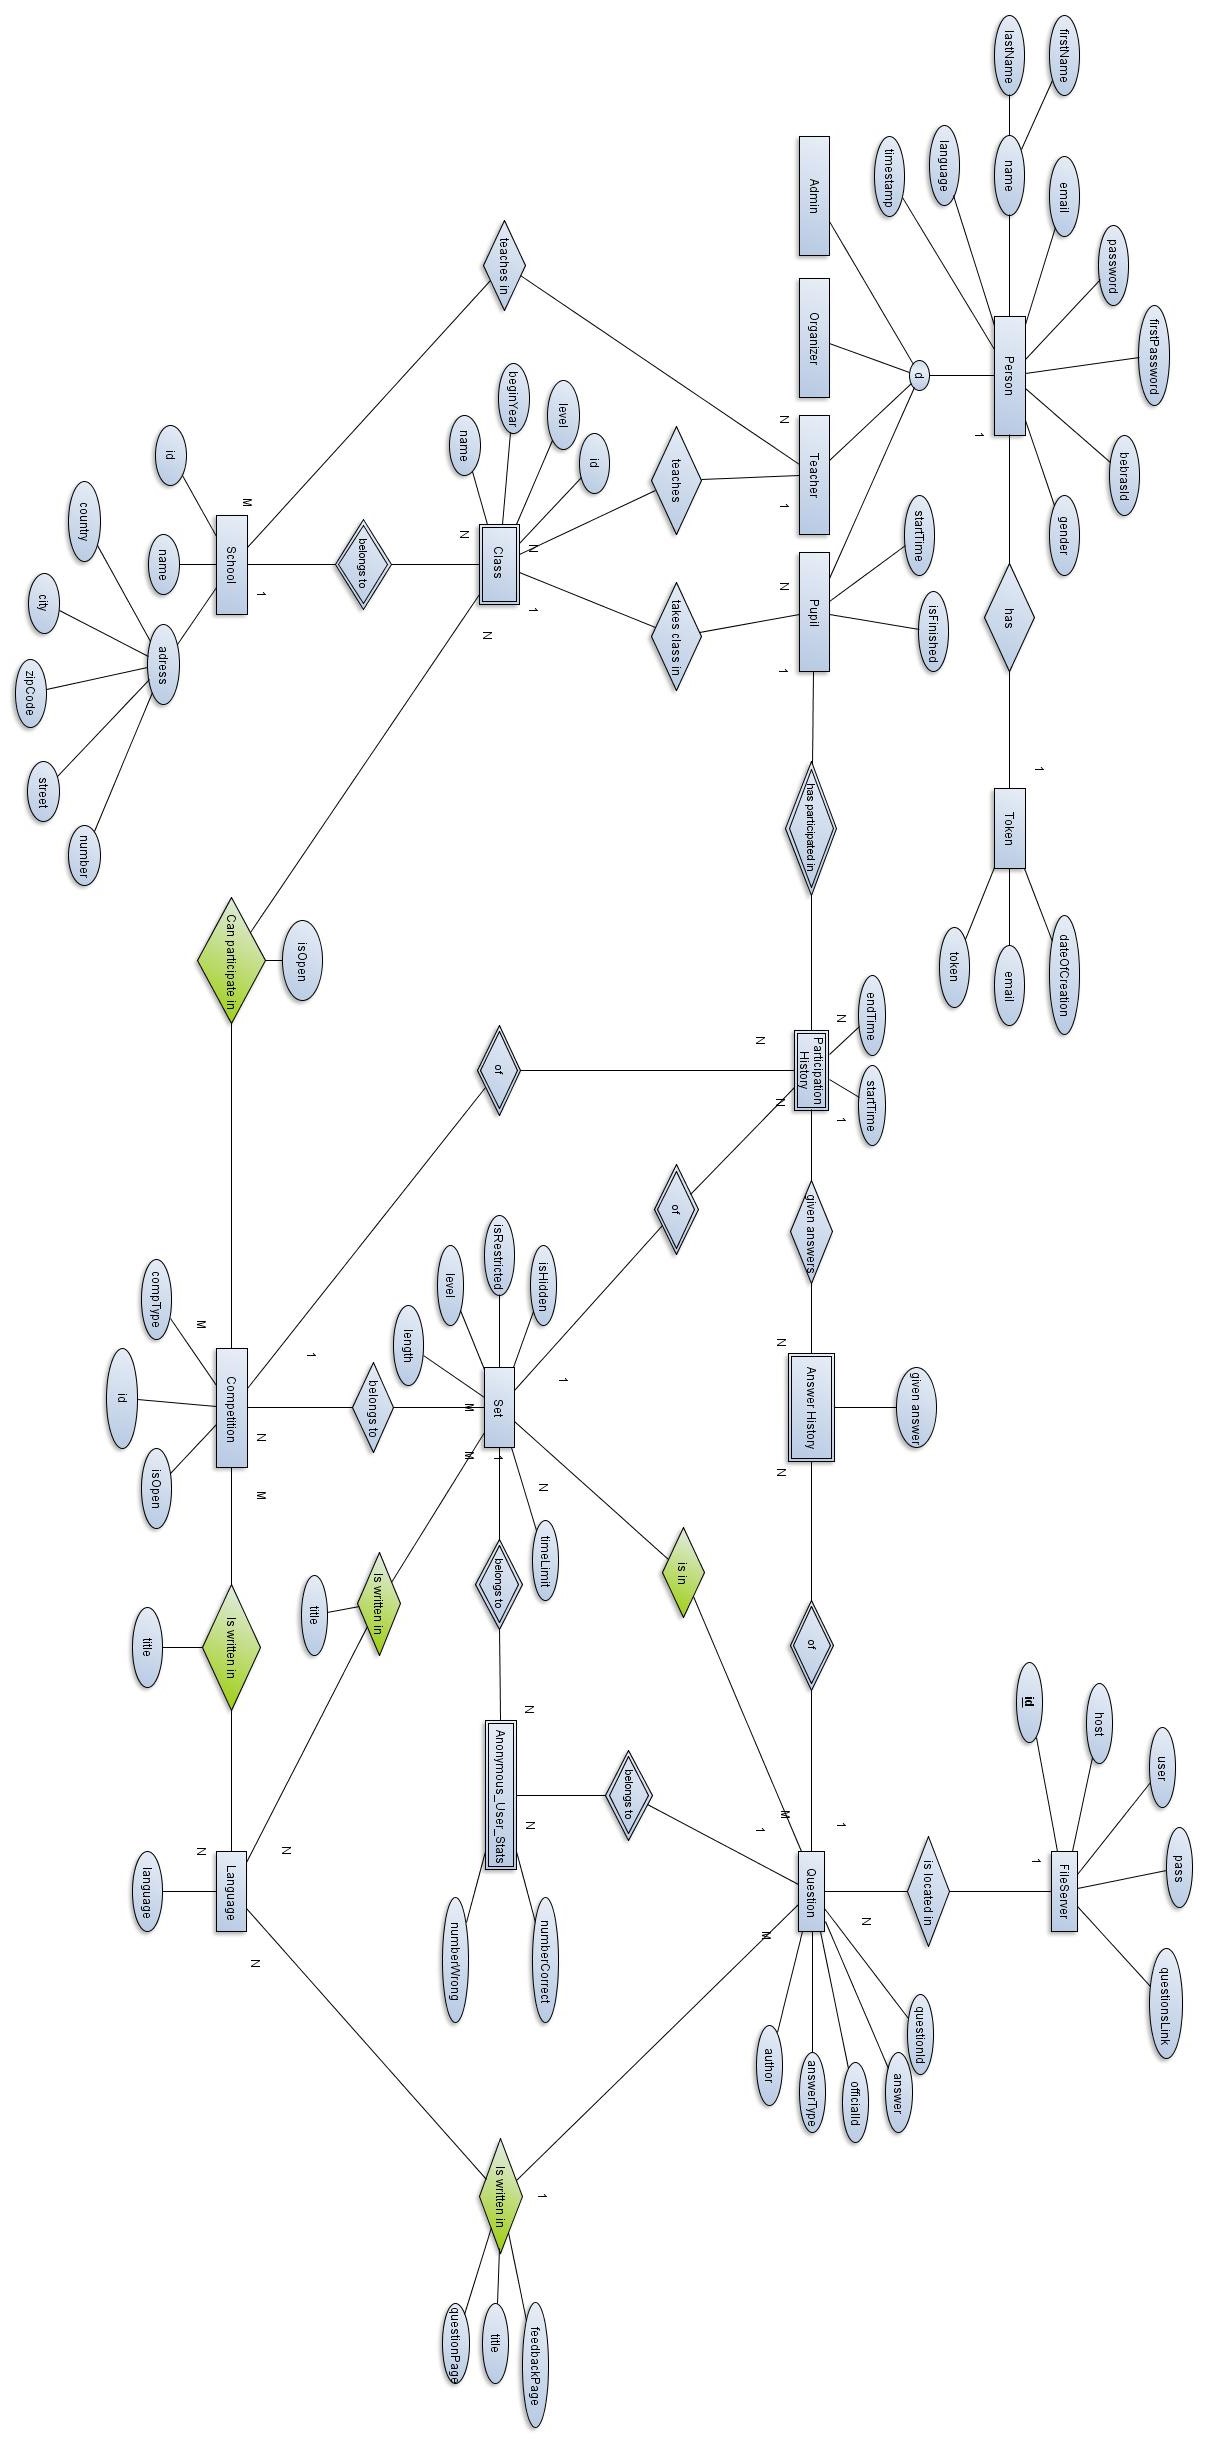 firstPassword
user
pass
questionsLink
password
bebrasId
host
firstName
email
gender
dateOfCreation
FileServer
1
1
id
lastName
name
Person
has
Token
email
1
token
language
is located in
isFinished
d
startTime
questionId
given answer
timestamp
answer
endTime
startTime
N
officialId
N
1
1
Admin
Organizer
Teacher
Pupil
has participated in
Participation
History
given answers
Answer History
of
Question
answerType
N
1
N
1
N
N
N
M
author
M
N
1
is in
teaches
takes class in
of
belongs to
id
level
1
isHidden
N
timeLimit
numberCorrect
1
feedbackPage
N
1
N
N
beginYear
teaches in
Class
of
isRestricted
Set
1
belongs to
Anonymous_User_Stats
Is written in
title
N
name
N
level
M
M
numberWrong
questionPage
length
Is written in
belongs to
belongs to
title
1
isOpen
N
1
N
M
N
M
School
Can participate in
Competition
Is written in
Language
M
N
id
name
adress
compType
isOpen
title
language
id
country
number
city
street
zipCode